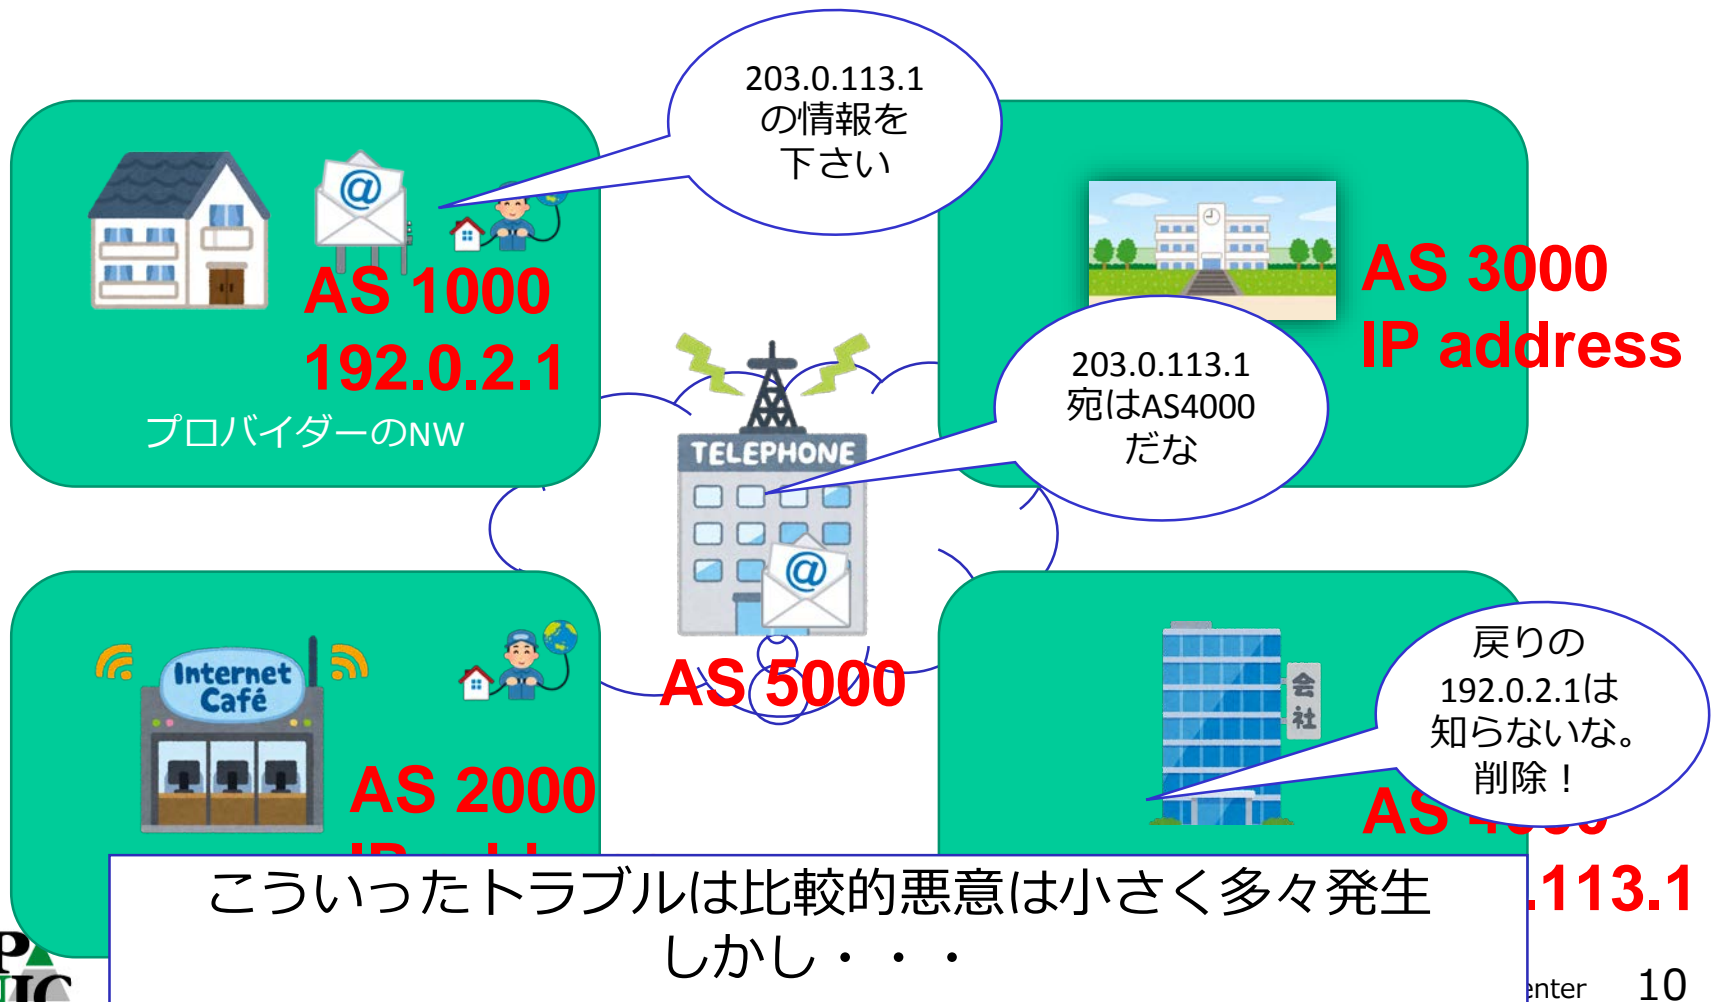 203.0.113.1
の情報を
下さい
@
AS 1000
192.0.2.1
プロバイダーのNW
AS 3000
IP address
203.0.113.1
宛はAS4000
だな
TELEPHONE
@
AS 5000
Internet
Café
AS 2000
会社
戻りの
192.0.2.1は
知らないな。
削除！
AS
.113.1
こういったトラブルは比較的悪意は小さく多々発生
しかし・・・
10